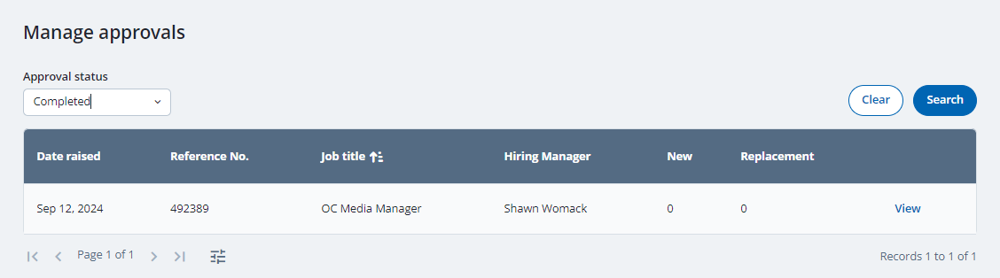 Manage approvals
Approval status
Completed
Clear Search
Date raised Reference No. Job title Hiring Manager New Replacement
Sep 12, 2024 492389 OC Media Manager Shawn Womack 0 0 View
Page 1 of 1 Records 1 to 1 of 1